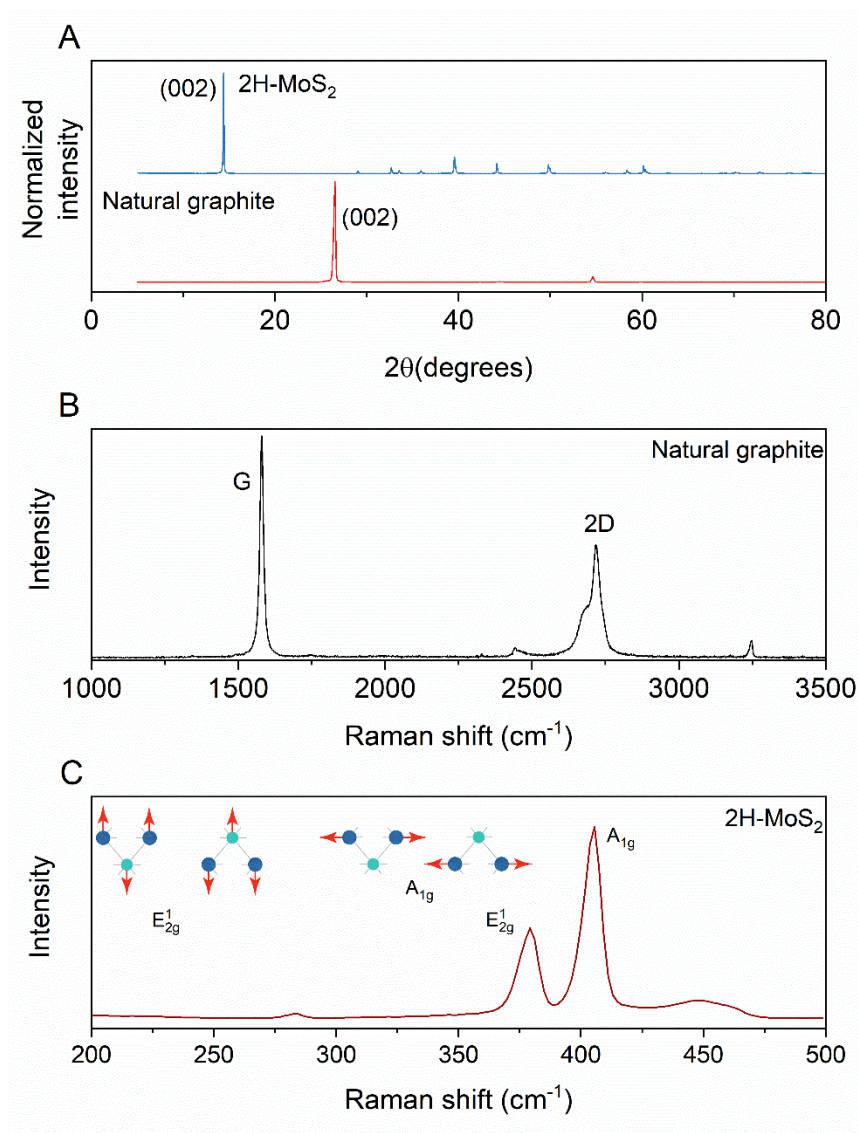 A
(002) 2H-MoS₂
Normalized
intensity
Natural graphite
(002)
0 20 40 60 80
2θ(degrees)
B
Natural graphite
G
2D
Intensity
1000 1500 2000 2500 3000 3500
Raman shift (cm⁻¹)
C
2H-MoS₂
A₁g
A₁g
E¹₂g
E¹₂g
Intensity
200 250 300 350 400 450 500
Raman shift (cm⁻¹)